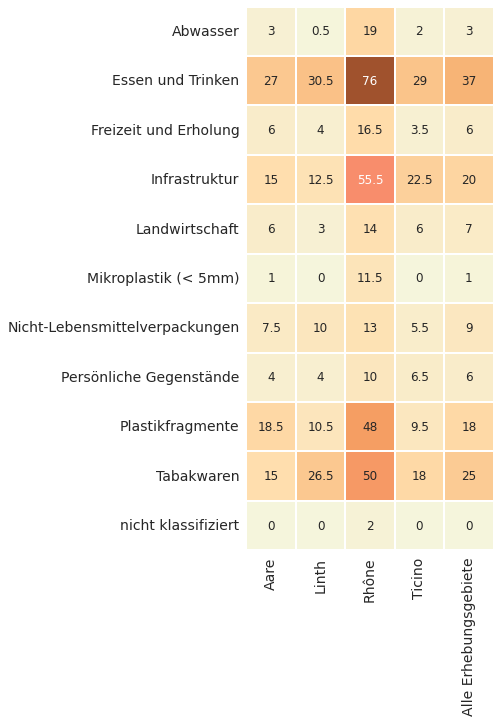 Abwasser 3 0.5 19 2 3
Essen und Trinken 27 30.5 76 29 37
Freizeit und Erholung 6 4 16.5 3.5 6
Infrastruktur 15 12.5 55.5 22.5 20
Landwirtschaft 6 3 14 6 7
Mikroplastik (< 5mm) 1 0 11.5 0 1
Nicht-Lebensmittelverpackungen 7.5 10 13 5.5 9
Persönliche Gegenstände 4 4 10 6.5 6
Plastikfragmente 18.5 10.5 48 9.5 18
Tabakwaren 15 26.5 50 18 25
nicht klassifiziert 0 0 2 0 0
Aare
Linth
Rhône
Ticino
Alle Erhebungsgebiete